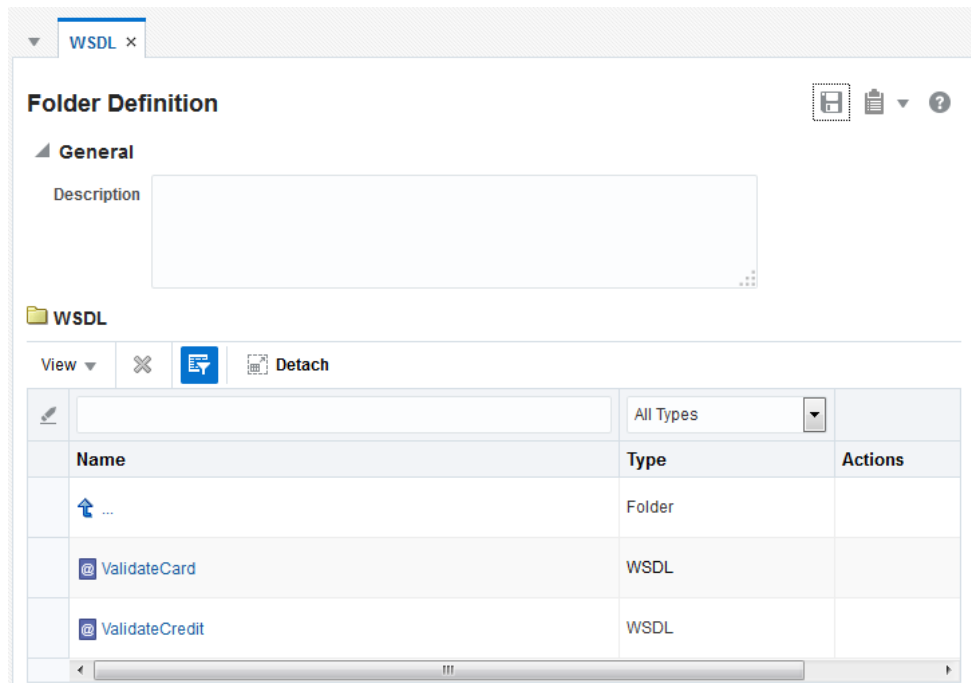 WSDL ×
Folder Definition
General
Description
WSDL
View Detach
All Types
Name Type Actions
... Folder
@ ValidateCard WSDL
@ ValidateCredit WSDL